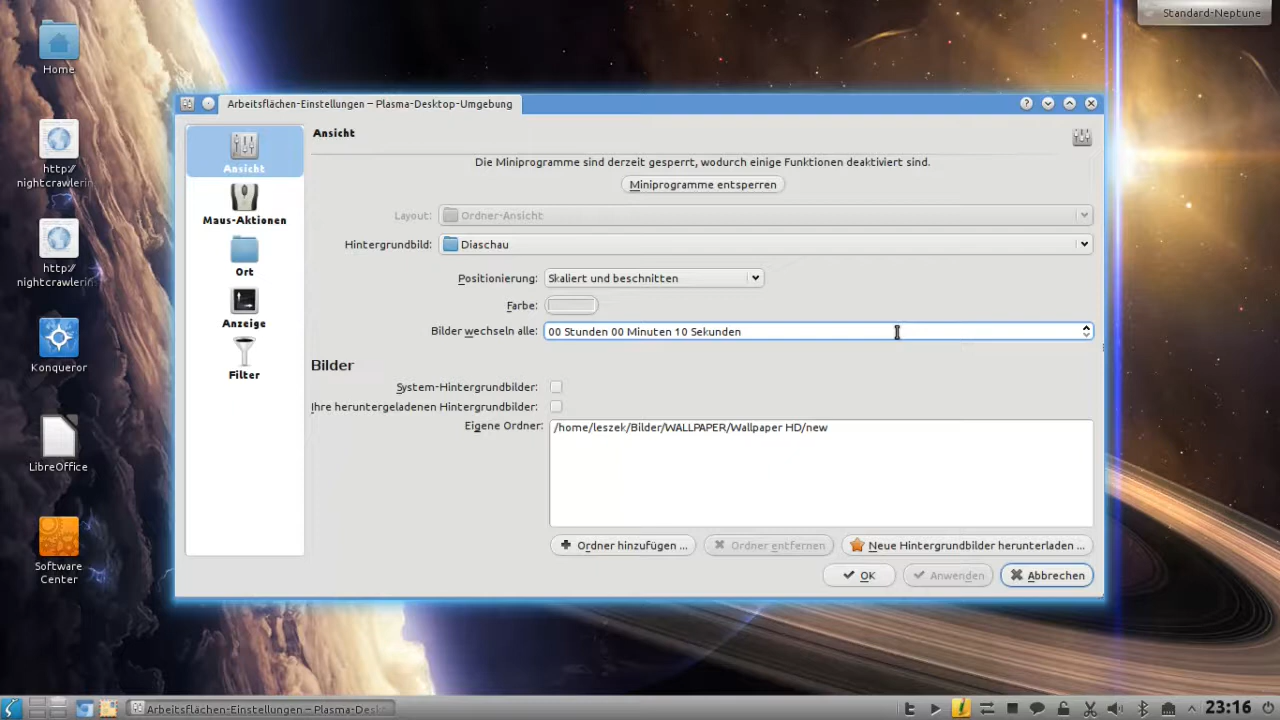 Standard-Neptune
Home
http://
nightcrawlerin
http://
nightcrawlerin
Konqueror
LibreOffice
Software
Center
Arbeitsflächen-Einstellungen – Plasma-Desktop-Umgebung
Ansicht
Maus-Aktionen
Ort
Anzeige
Filter
Ansicht
Die Miniprogramme sind derzeit gesperrt, wodurch einige Funktionen deaktiviert sind.
Miniprogramme entsperren
Layout: Ordner-Ansicht
Hintergrundbild: Diaschau
Positionierung: Skaliert und beschnitten
Farbe:
Bilder wechseln alle: 00 Stunden 00 Minuten 10 Sekunden
Bilder
System-Hintergrundbilder:
Ihre heruntergeladenen Hintergrundbilder:
Eigene Ordner: /home/leszek/Bilder/WALLPAPER/Wallpaper HD/new
Ordner hinzufügen ... Ordner entfernen Neue Hintergrundbilder herunterladen ...
OK Anwenden Abbrechen
Arbeitsflächen-Einstellungen – Plasma-Desk
23:16